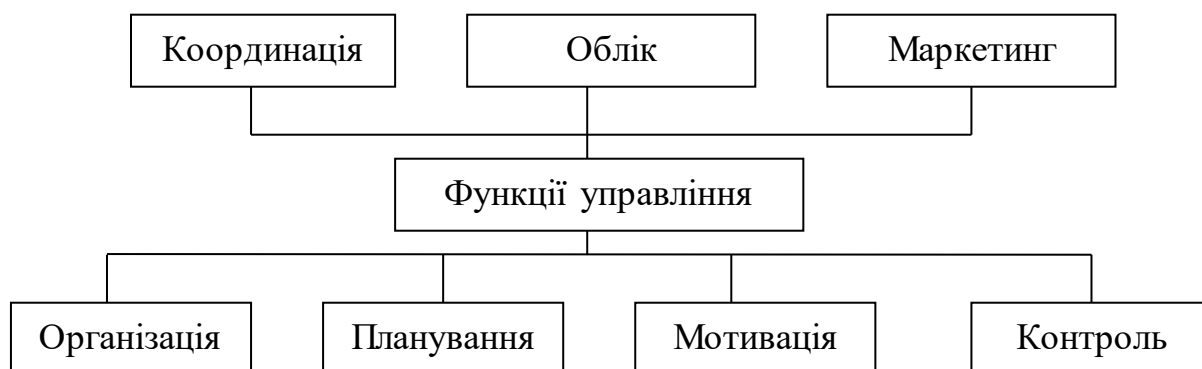 Координація
Облік
Маркетинг
Функції управління
Організація
Планування
Мотивація
Контроль